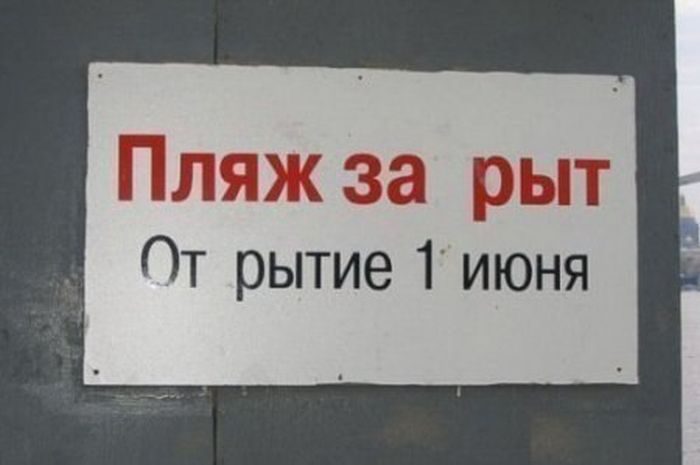 Пляж за рыт
От рытие 1 июня